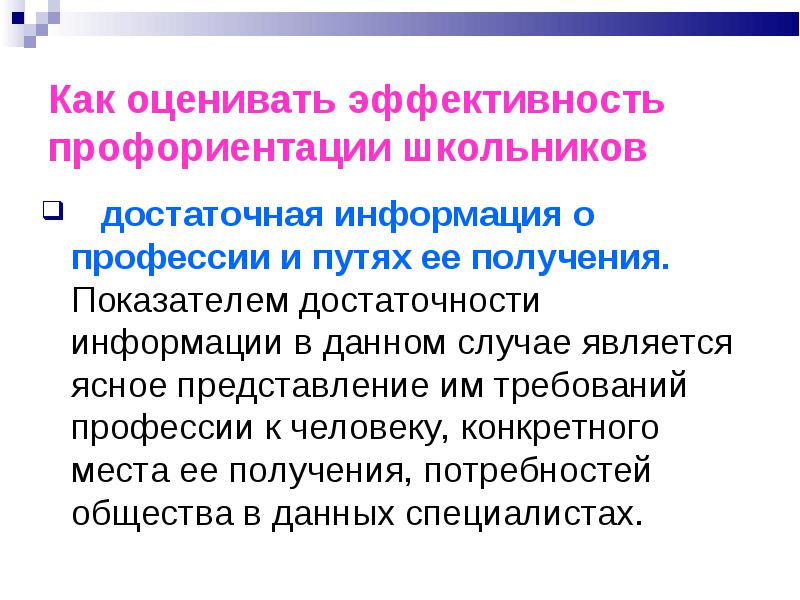 Как оценивать эффективность
профориентации школьников
достаточная информация о
профессии и путях ее получения.
Показателем достаточности
информации в данном случае является
ясное представление им требований
профессии к человеку, конкретного
места ее получения, потребностей
общества в данных специалистах.